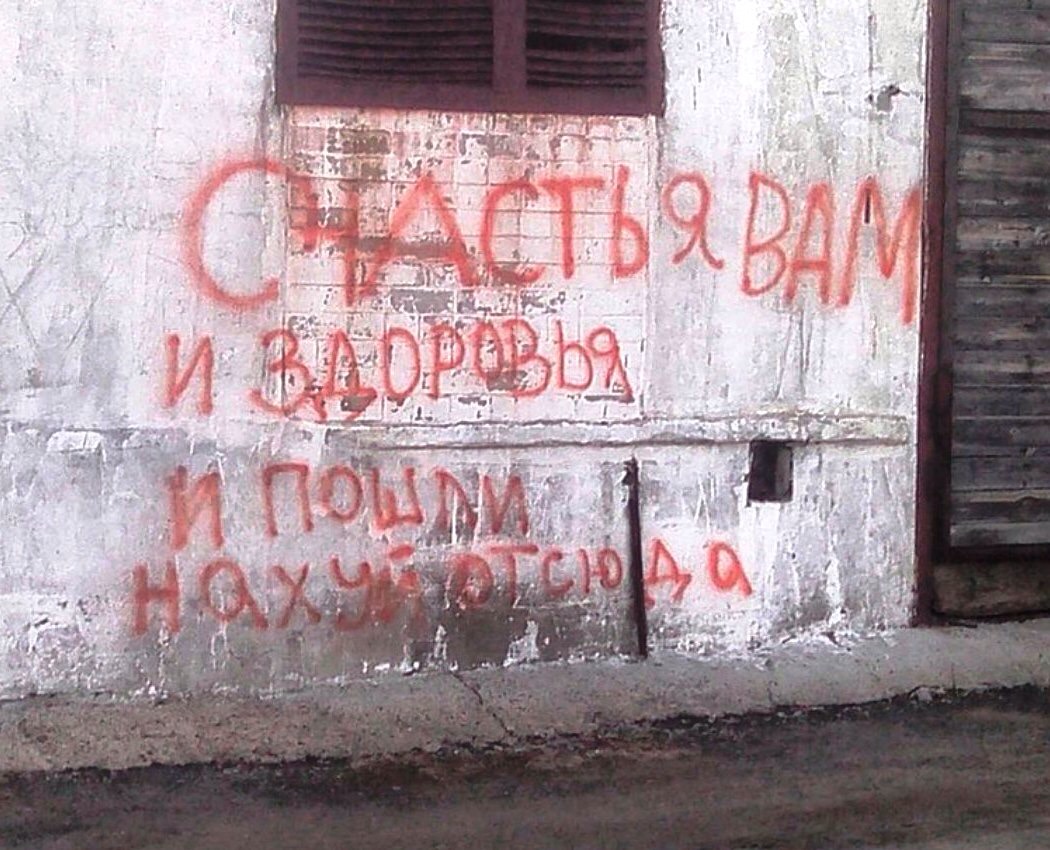 СЧАСТЬЯ ВАМ
И ЗДОРОВЬЯ
И ПОШЛИ
НАХУЙ ОТСЮДА